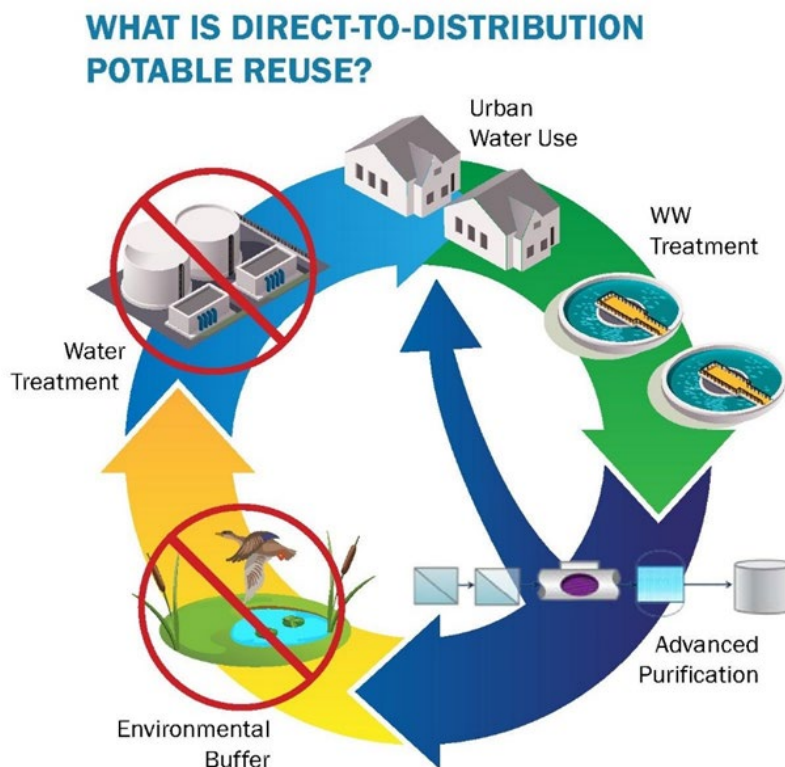 WHAT IS DIRECT-TO-DISTRIBUTION
POTABLE REUSE?
Urban
Water Use
WW
Treatment
Water
Treatment
Advanced
Purification
Environmental
Buffer